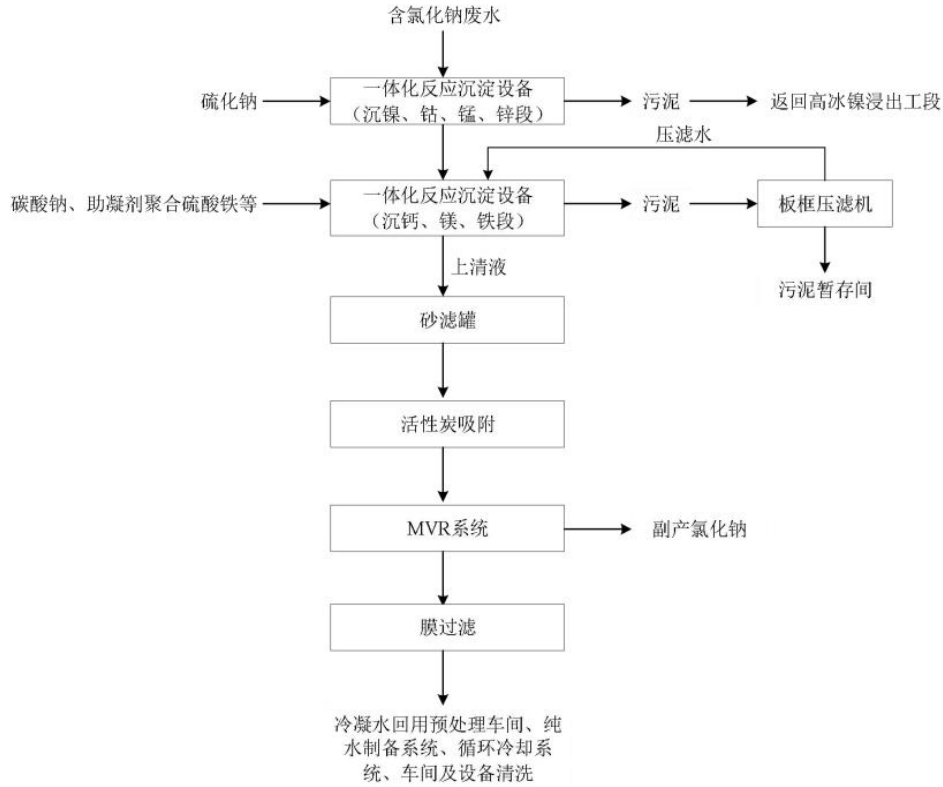 含氯化钠废水
硫化钠
一体化反应沉淀设备
（沉镍、钴、锰、锌段）
污泥
返回高冰镍浸出工段
压滤水
碳酸钠、助凝剂聚合硫酸铁等
一体化反应沉淀设备
（沉钙、镁、铁段）
污泥
板框压滤机
上清液
污泥暂存间
砂滤罐
活性炭吸附
MVR系统
副产氯化钠
膜过滤
冷凝水回用预处理车间、纯
水制备系统、循环冷却系
统、车间及设备清洗